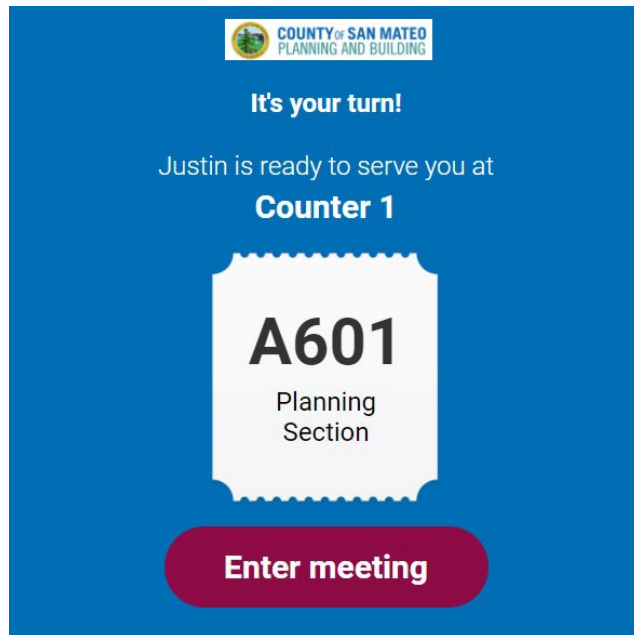 COUNTY OF SAN MATEO
PLANNING AND BUILDING
It's your turn!
Justin is ready to serve you at
Counter 1
A601
Planning
Section
Enter meeting